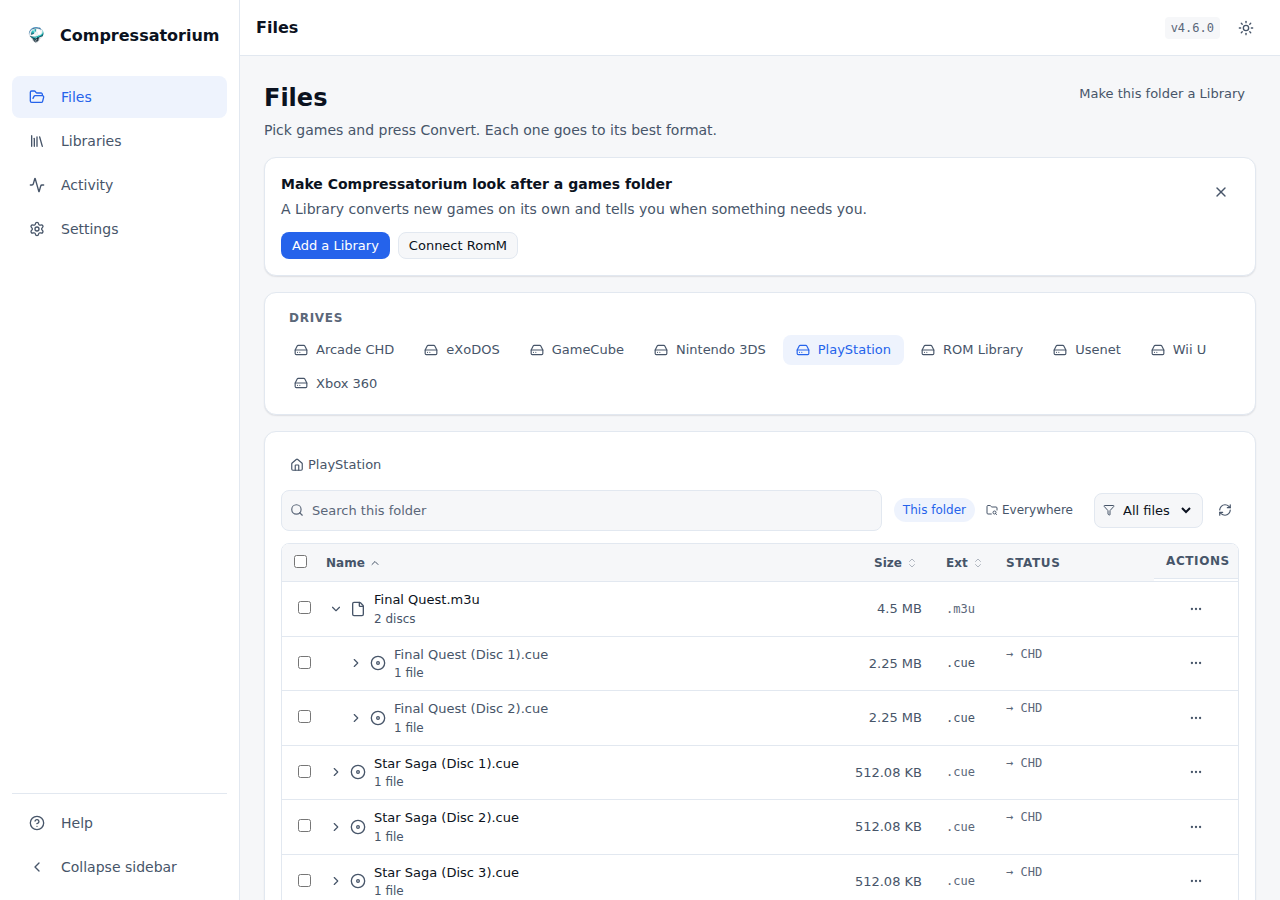 Compressatorium
Files
v4.6.0
Files
Libraries
Activity
Settings
Help
Collapse sidebar
Files
Make this folder a Library
Pick games and press Convert. Each one goes to its best format.
Make Compressatorium look after a games folder
A Library converts new games on its own and tells you when something needs you.
Add a Library
Connect RomM
DRIVES
Arcade CHD
eXoDOS
GameCube
Nintendo 3DS
PlayStation
ROM Library
Usenet
Wii U
Xbox 360
PlayStation
Search this folder
This folder
Everywhere
All files
Name
Size
Ext
STATUS
ACTIONS
Final Quest.m3u
2 discs
4.5 MB
.m3u
Final Quest (Disc 1).cue
1 file
2.25 MB
.cue
→ CHD
Final Quest (Disc 2).cue
1 file
2.25 MB
.cue
→ CHD
Star Saga (Disc 1).cue
1 file
512.08 KB
.cue
→ CHD
Star Saga (Disc 2).cue
1 file
512.08 KB
.cue
→ CHD
Star Saga (Disc 3).cue
1 file
512.08 KB
.cue
→ CHD